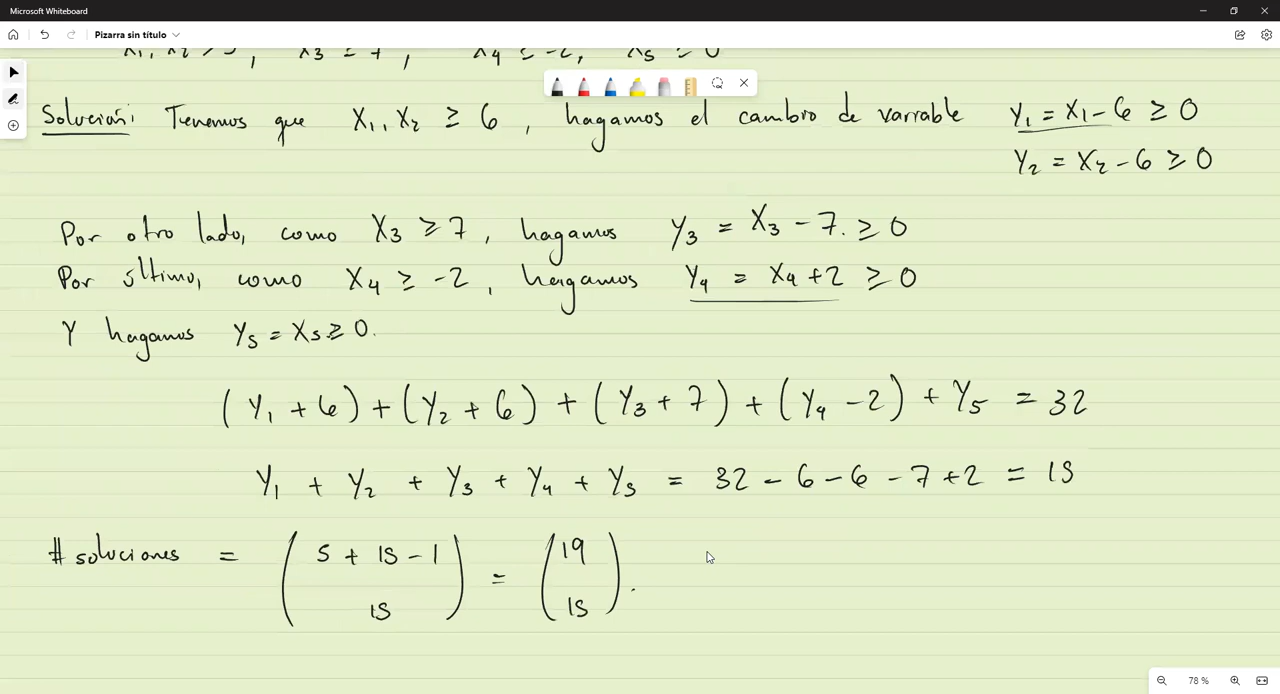 Microsoft Whiteboard
Pizarra sin título
Solución: Tenemos que X₁, X₂ ≥ 6, hagamos el cambio de variable Y₁ = X₁ - 6 ≥ 0
Y₂ = X₂ - 6 ≥ 0
Por otro lado, como X₃ ≥ 7, hagamos Y₃ = X₃ - 7. ≥ 0
Por último, como X₄ ≥ -2, hagamos Y₄ = X₄ + 2 ≥ 0
Y hagamos Y₅ = X₅ ≥ 0.
(Y₁ + 6) + (Y₂ + 6) + (Y₃ + 7) + (Y₄ - 2) + Y₅ = 32
Y₁ + Y₂ + Y₃ + Y₄ + Y₅ = 32 - 6 - 6 - 7 + 2 = 15
# soluciones = (5 + 15 - 1
15) = (19
15).
78 %